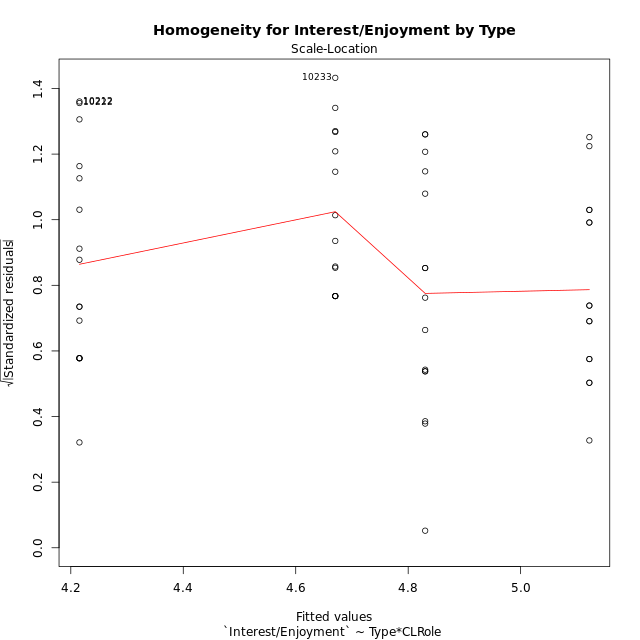 Homogeneity for Interest/Enjoyment by Type
Scale-Location
10233
10222
1.4
1.2
1.0
0.8
0.6
0.4
0.2
0.0
√|Standardized residuals|
4.2 4.4 4.6 4.8 5.0
Fitted values
`Interest/Enjoyment` ~ Type*CLRole